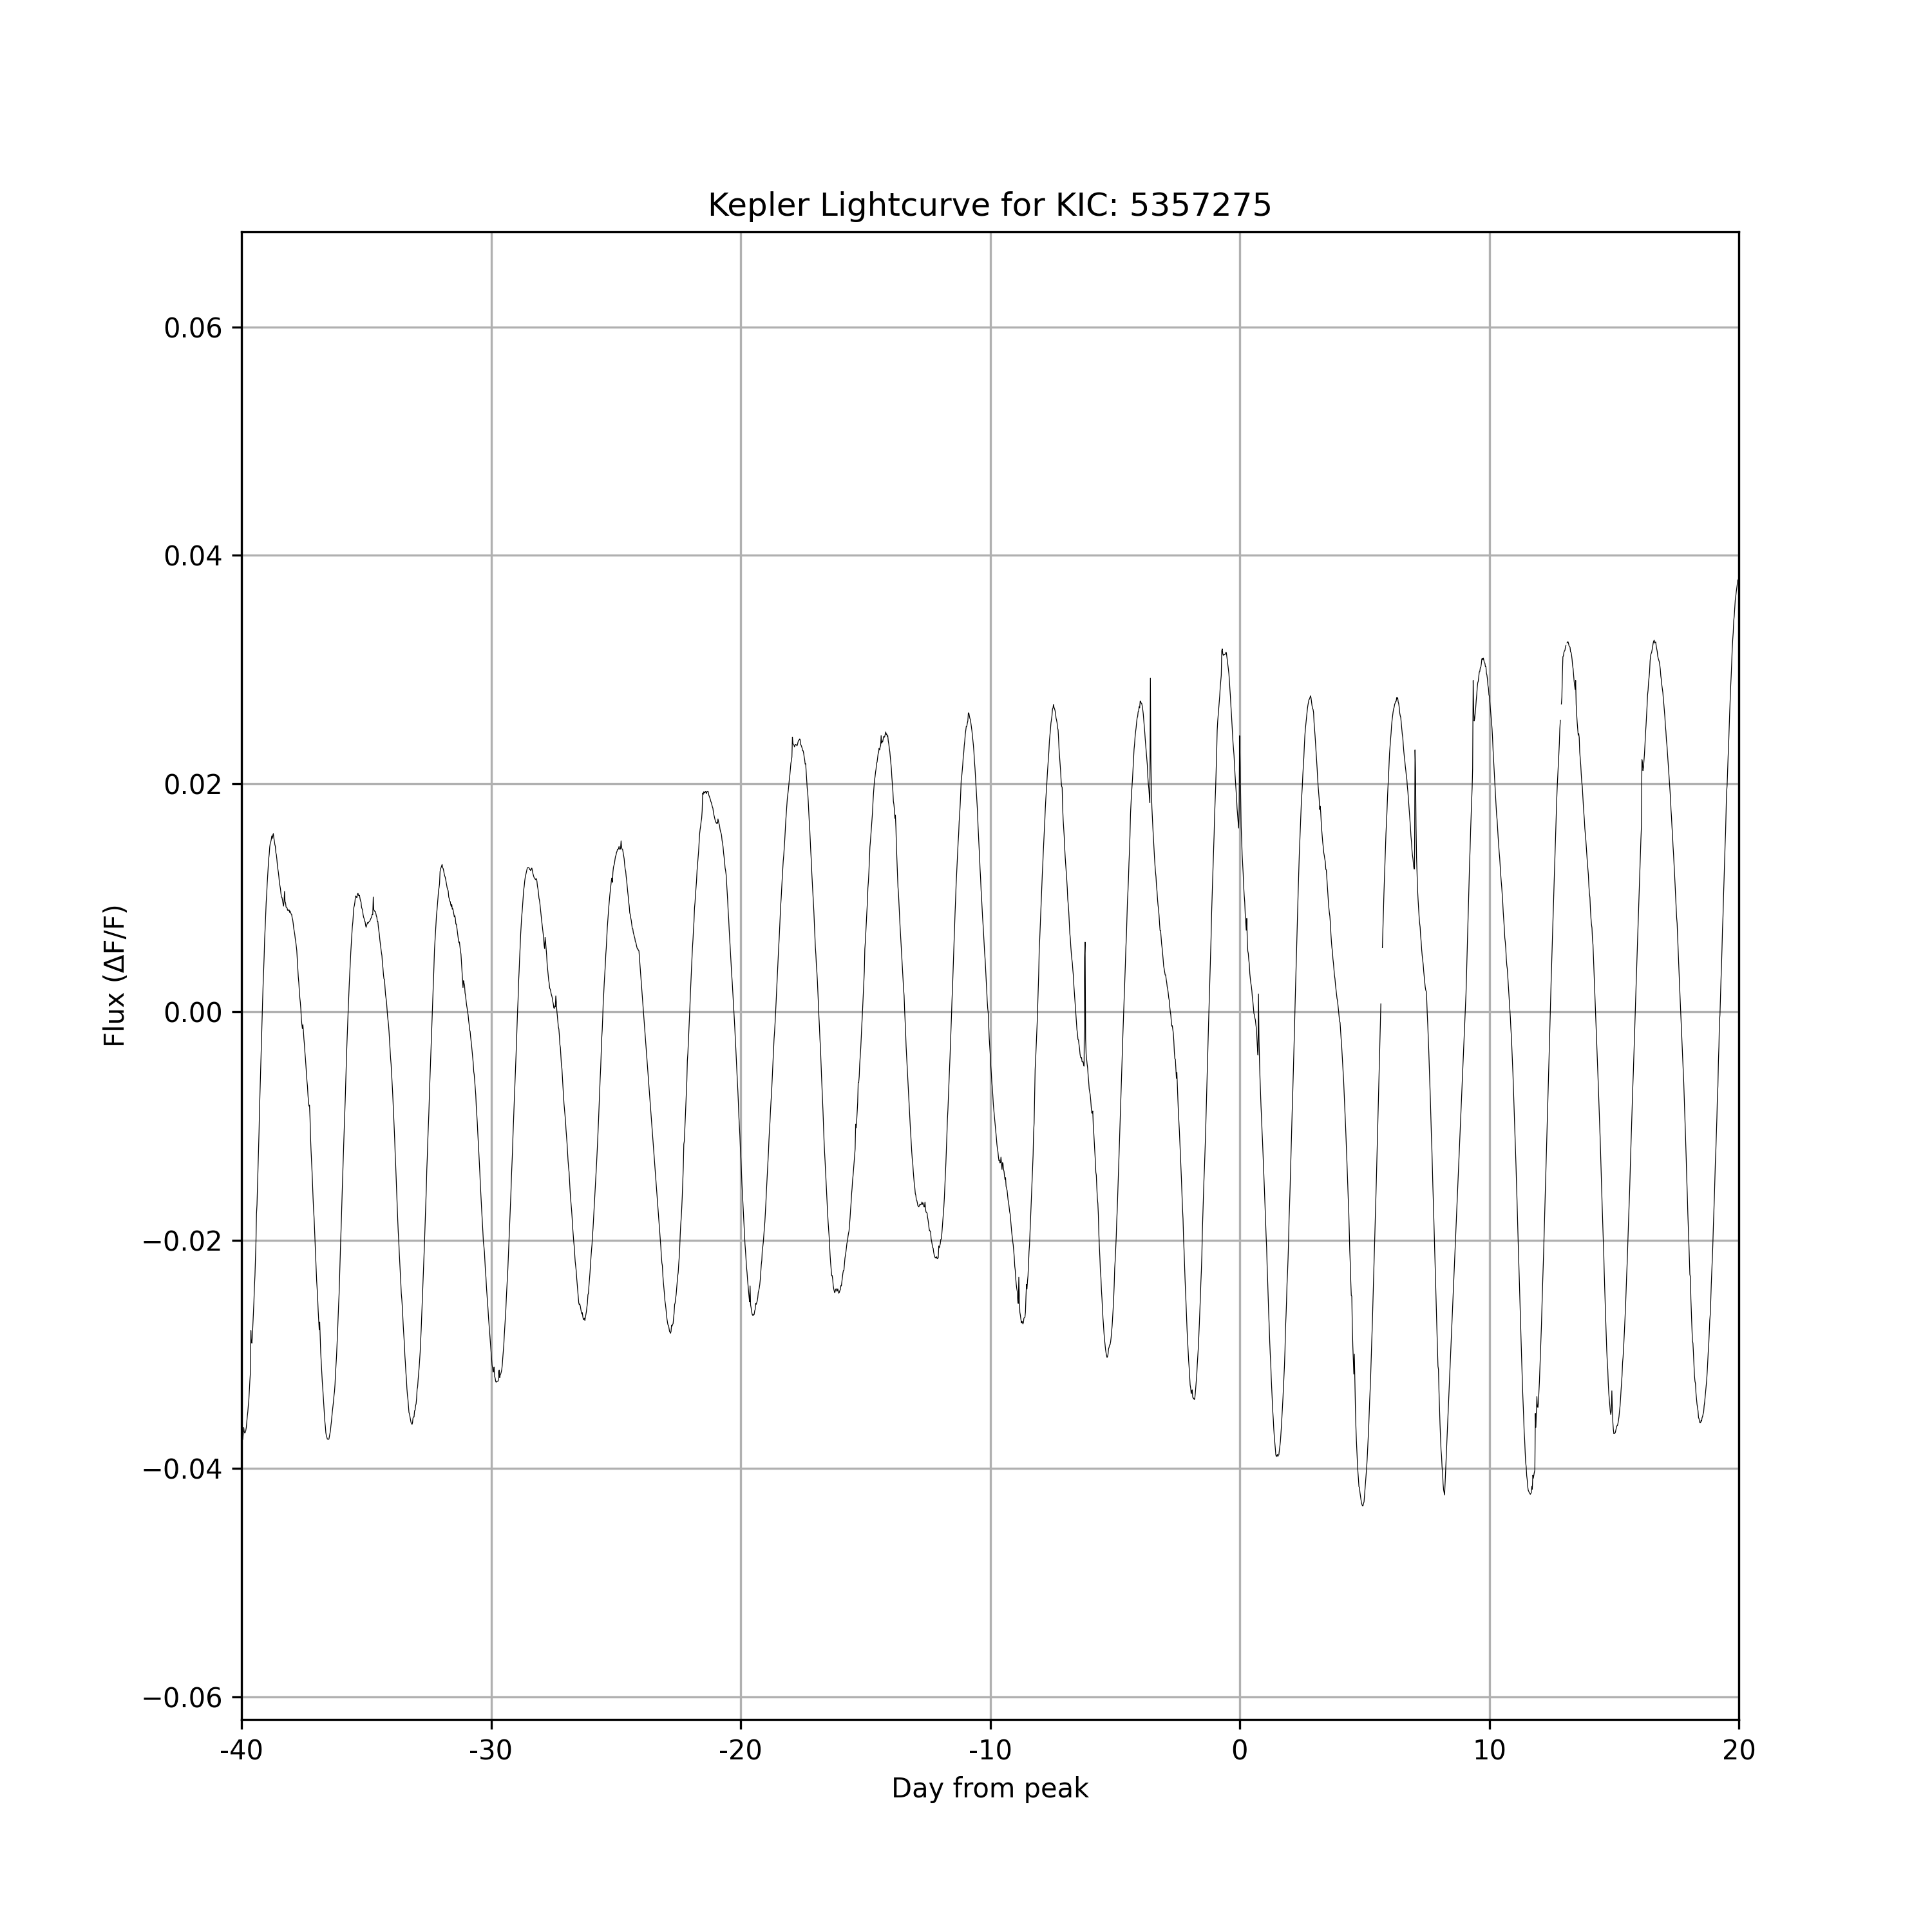 Kepler Lightcurve for KIC: 5357275
0.06
0.04
0.02
0.00
−0.02
−0.04
−0.06
Flux (ΔF/F)
-40 -30 -20 -10 0 10 20
Day from peak